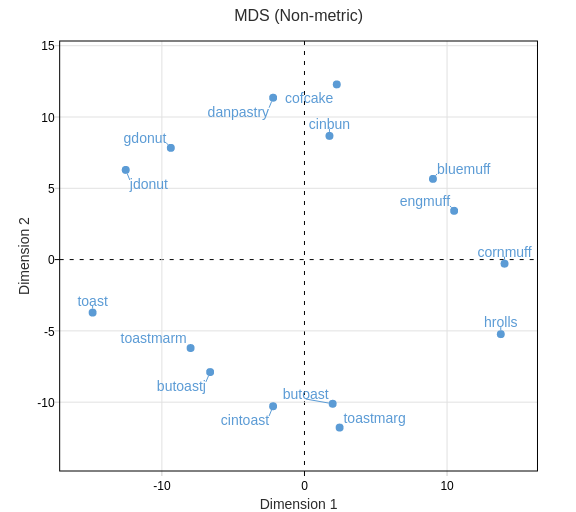 MDS (Non-metric)
15
10
5
0
-5
-10
Dimension 2
cofcake
danpastry
cinbun
gdonut
bluemuff
jdonut
engmuff
cornmuff
toast
hrolls
toastmarm
butoastj
butoast
cintoast
toastmarg
-10
0
10
Dimension 1